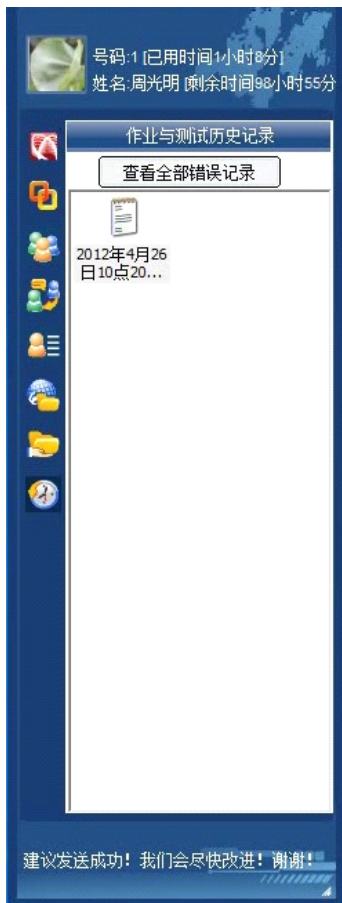 号码:1 [已用时间1小时8分]
姓名:周光明 [剩余时间98小时55分
作业与测试历史记录
查看全部错误记录
2012年4月26
日10点20...
建议发送成功！我们会尽快改进！谢谢！